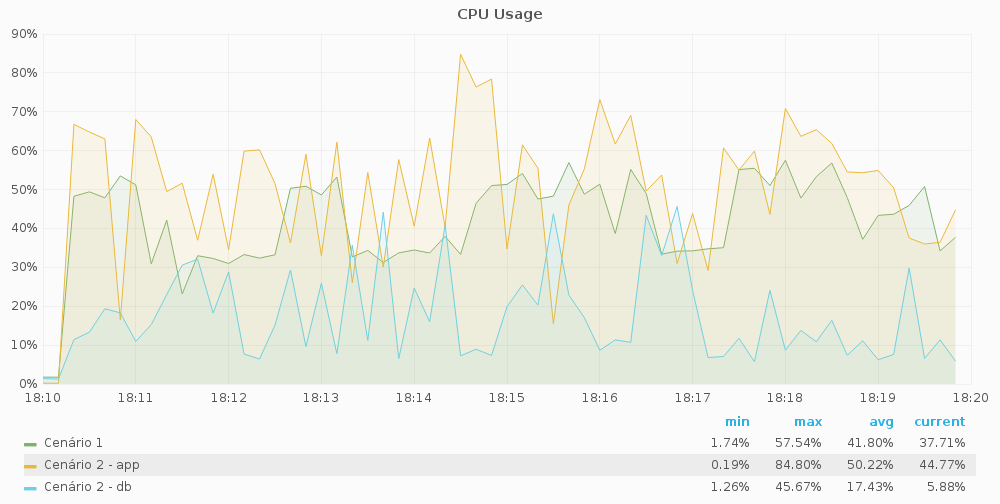 CPU Usage
90%
80%
70%
60%
50%
40%
30%
20%
10%
0%
18:10 18:11 18:12 18:13 18:14 18:15 18:16 18:17 18:18 18:19 18:20
min max avg current
Cenário 1 1.74% 57.54% 41.80% 37.71%
Cenário 2 - app 0.19% 84.80% 50.22% 44.77%
Cenário 2 - db 1.26% 45.67% 17.43% 5.88%